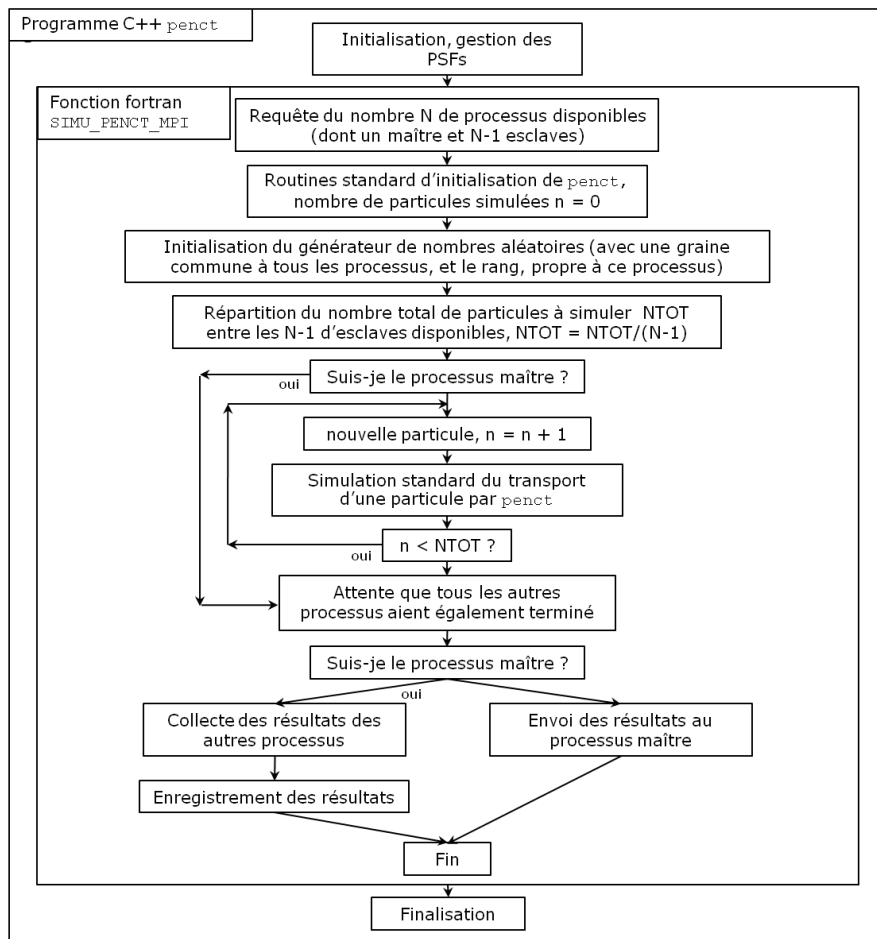 Programme C++ penct
Initialisation, gestion des
PSFs
Fonction fortran
SIMU_PENCT_MPI
Requête du nombre N de processus disponibles
(dont un maître et N-1 esclaves)
Routines standard d'initialisation de penct,
nombre de particules simulées n = 0
Initialisation du générateur de nombres aléatoires (avec une graine
commune à tous les processus, et le rang, propre à ce processus)
Répartition du nombre total de particules à simuler NTOT
entre les N-1 d'esclaves disponibles, NTOT = NTOT/(N-1)
Suis-je le processus maître ?
oui
nouvelle particule, n = n + 1
Simulation standard du transport
d'une particule par penct
n < NTOT ?
oui
Attente que tous les autres
processus aient également terminé
Suis-je le processus maître ?
oui
Collecte des résultats des
autres processus
Envoi des résultats au
processus maître
Enregistrement des résultats
Fin
Finalisation